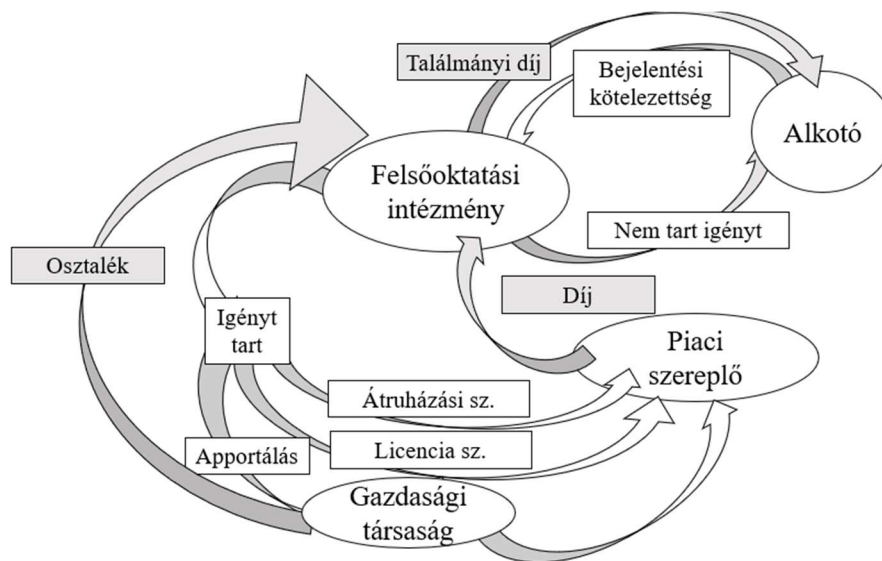 Találmányi díj
Bejelentési
kötelezettség
Alkotó
Felsőoktatási
intézmény
Nem tart igényt
Osztalék
Díj
Igényt
tart
Piaci
szereplő
Átruházási sz.
Licencia sz.
Apportálás
Gazdasági
társaság